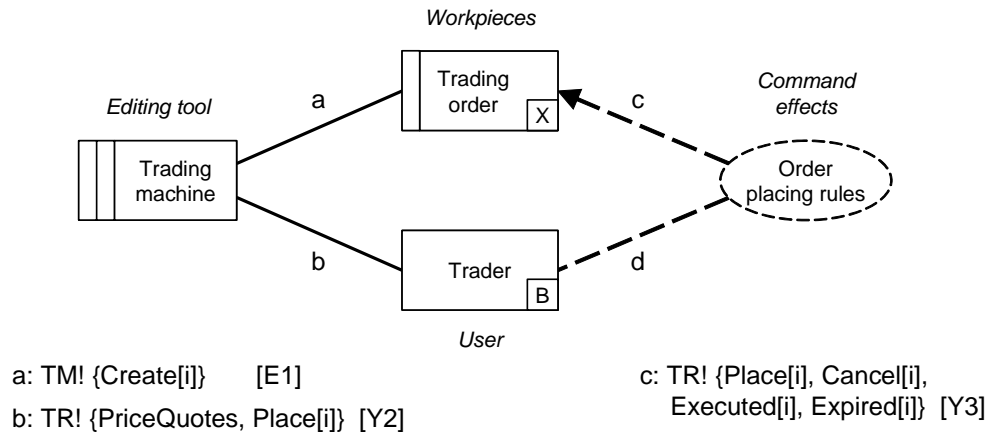 Workpieces
Trading
order
X
a
c
Command
effects
Editing tool
Trading
machine
Order
placing rules
b
Trader
B
d
User
a: TM! {Create[i]} [E1]
b: TR! {PriceQuotes, Place[i]} [Y2]
c: TR! {Place[i], Cancel[i],
Executed[i], Expired[i]} [Y3]